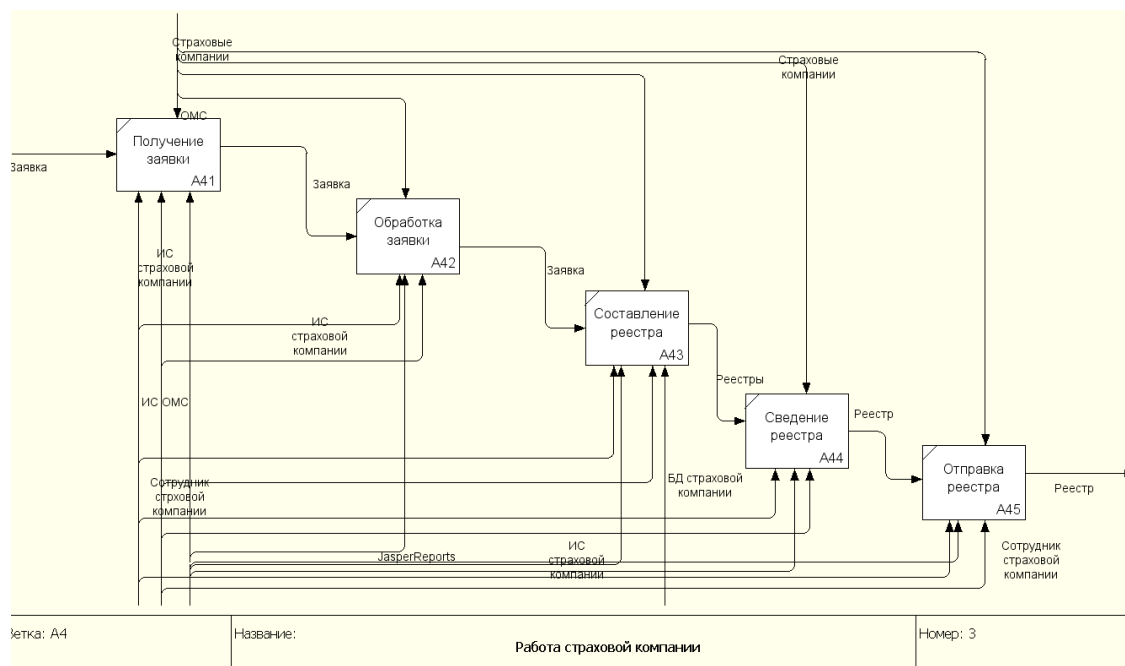 Страховые
компании
Страховые
компании
ОМС
Получение
заявки
A41
Заявка
Заявка
Обработка
заявки
A42
ИС
страховой
компании
Заявка
ИС
страховой
компании
Составление
реестра
A43
Реестры
ИС ОМС
Сведение
реестра
A44
Реестр
Отправка
реестра
A45
Реестр
Сотрудник
стрховой
компании
БД страховой
компании
JasperReports
ИС
страховой
компании
Сотрудник
страховой
компании
Ветка: A4
Название:
Работа страховой компании
Номер: 3